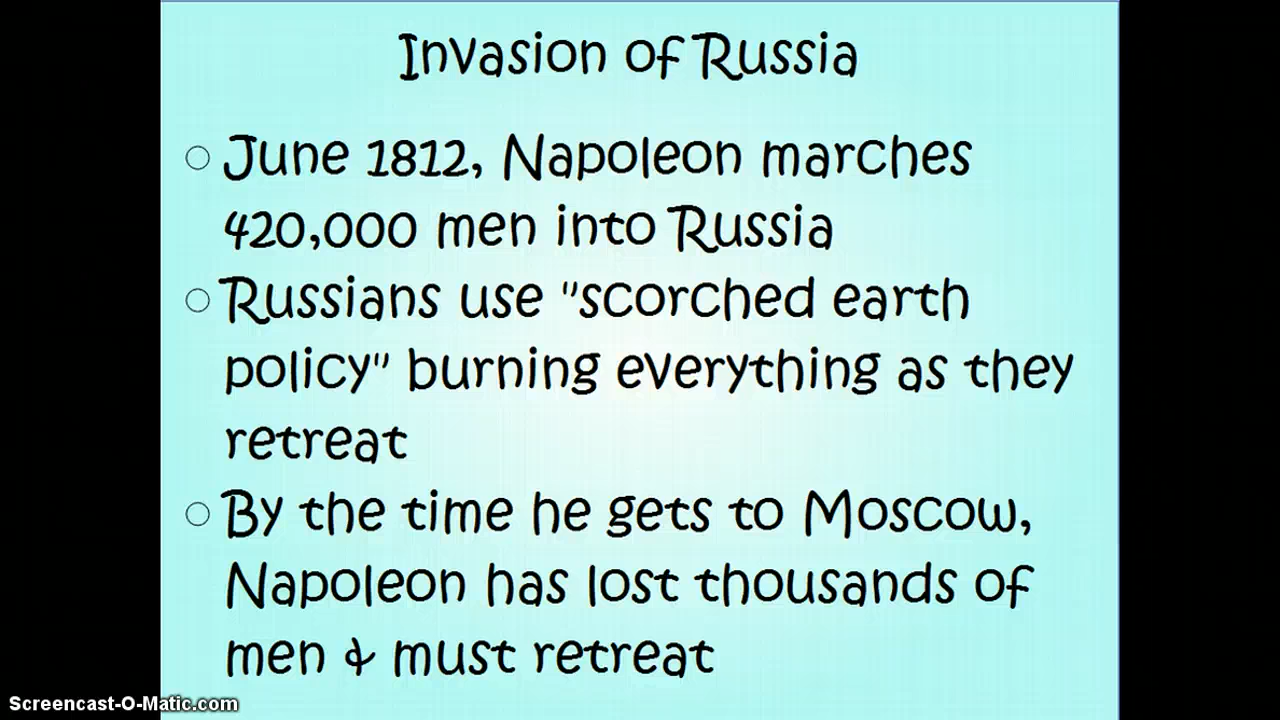 Invasion of Russia
○ June 1812, Napoleon marches
420,000 men into Russia
○ Russians use "scorched earth
policy" burning everything as they
retreat
○ By the time he gets to Moscow,
Napoleon has lost thousands of
men & must retreat
Screencast-O-Matic.com